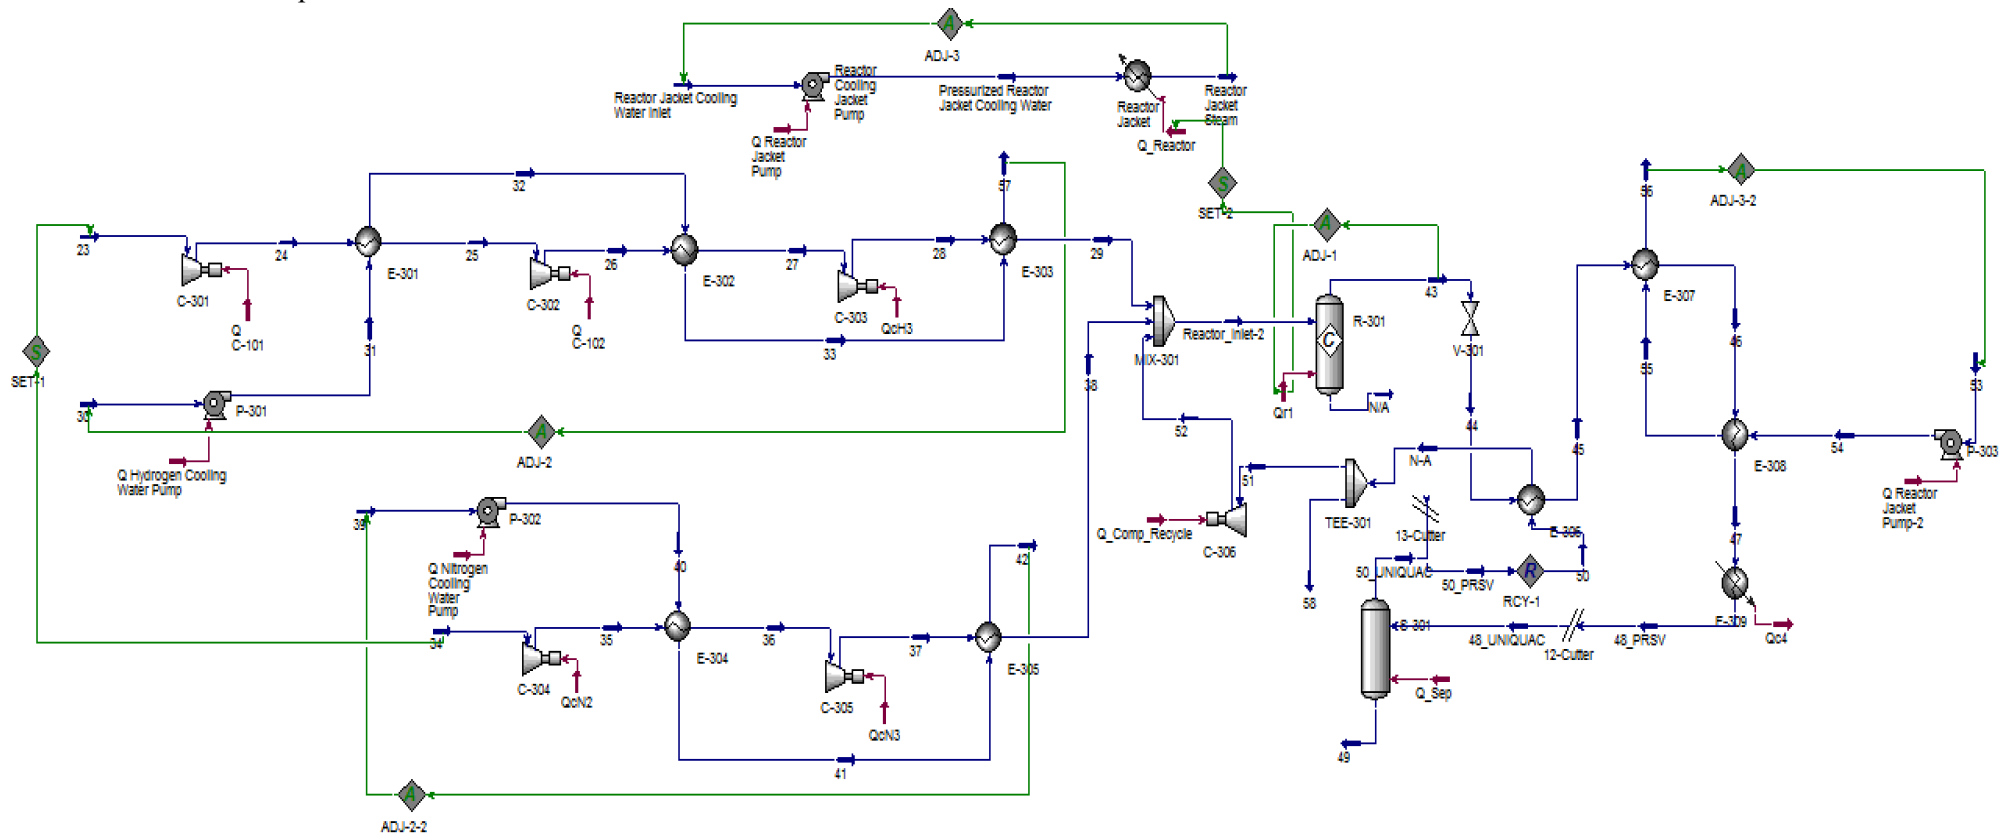 A
ADJ-3
Reactor Jacket Cooling
Water Inlet
Reactor
Cooling
Jacket
Pump
Pressurized Reactor
Jacket Cooling Water
Reactor
Jacket
Reactor
Jacket
Steam
Q Reactor
Jacket
Pump
Q_Reactor
S
SET-2
A
ADJ-1
A
ADJ-3-2
32
57
56
23
24
E-301
25
26
E-302
27
28
E-303
29
C-301
C-302
C-303
Q
C-101
Q
C-102
QcH3
33
31
S
SET-1
30
P-301
Q Hydrogen Cooling
Water Pump
A
ADJ-2
MIX-301
Reactor_Inlet-2
R-301
C
43
V-301
Qr1
N/A
38
52
44
45
E-307
46
55
53
E-308
54
P-303
Q Reactor
Jacket
Pump-2
N-A
51
TEE-301
E-306
13-Cutter
Q_Comp_Recycle
C-306
50_UNIQUAC
50_PRSV
R
RCY-1
50
58
47
E-309
Qc4
S-301
48_UNIQUAC
12-Cutter
48_PRSV
Q_Sep
49
39
P-302
Q Nitrogen
Cooling
Water
Pump
40
42
34
35
E-304
36
37
E-305
C-304
QcN2
C-305
QcN3
41
A
ADJ-2-2